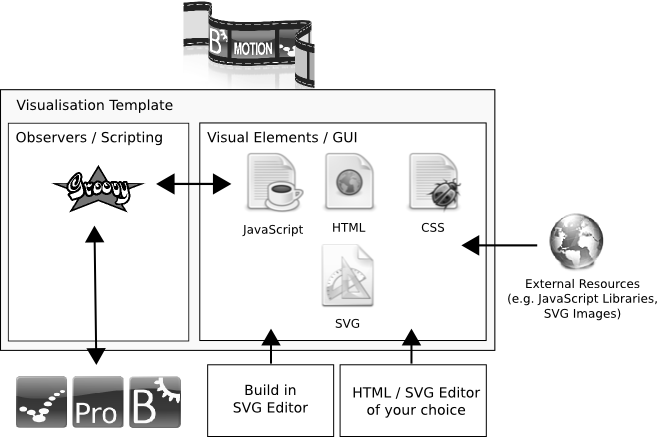 B
MOTION
Visualisation Template
Observers / Scripting
Visual Elements / GUI
Groovy
JavaScript
HTML
CSS
SVG
External Resources
(e.g. JavaScript Libraries,
SVG Images)
Build in
SVG Editor
HTML / SVG Editor
of your choice
Pro
B